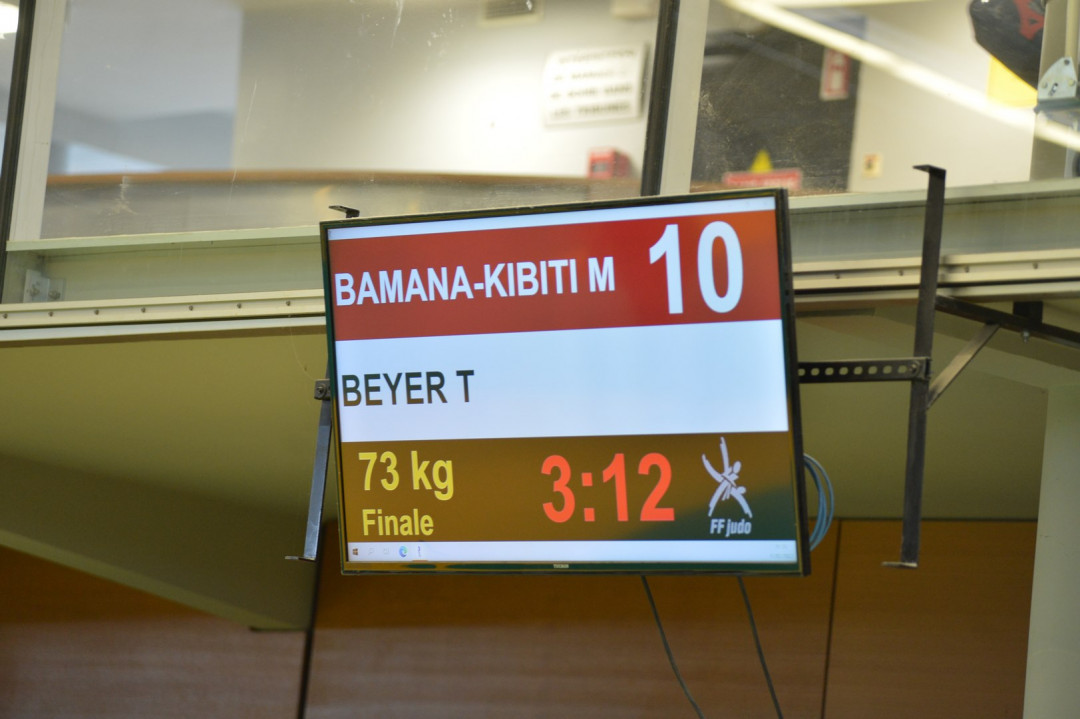 BAMANA-KIBITI M 10
BEYER T
73 kg 3:12
Finale
FF judo